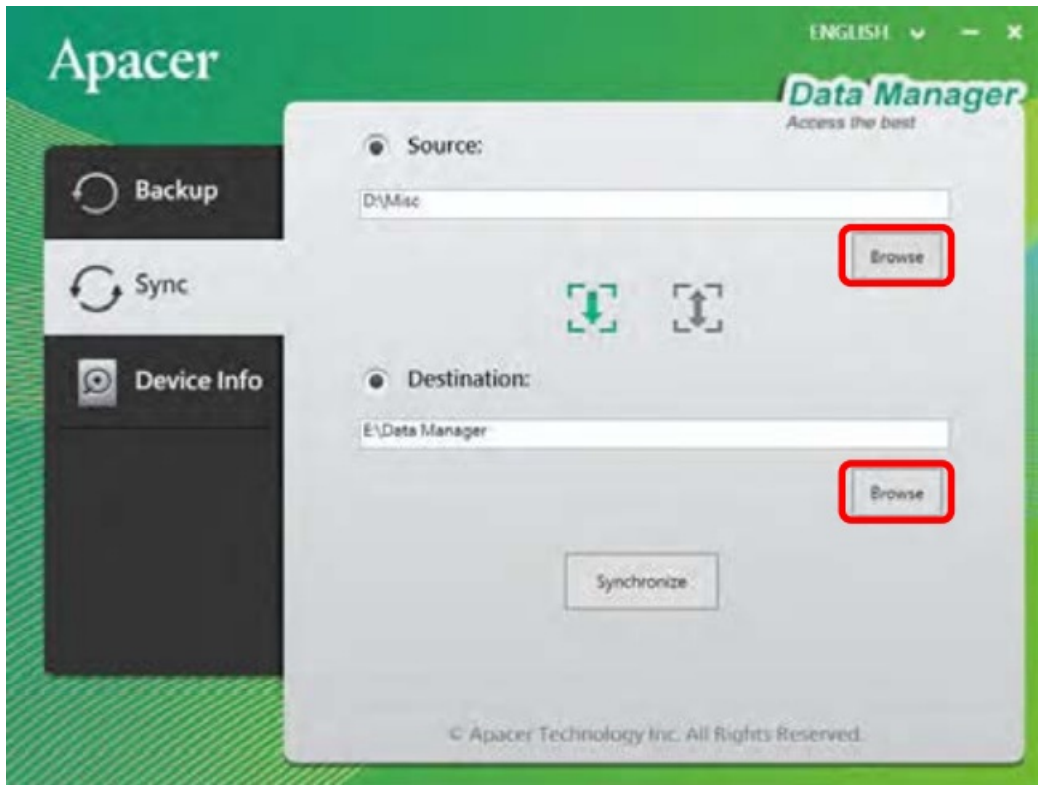 Apacer
ENGLISH
Data Manager
Access the best
Backup
Sync
Device Info
Source:
D:\Misc
Browse
Destination:
E:\Data Manager
Browse
Synchronize
© Apacer Technology Inc. All Rights Reserved.